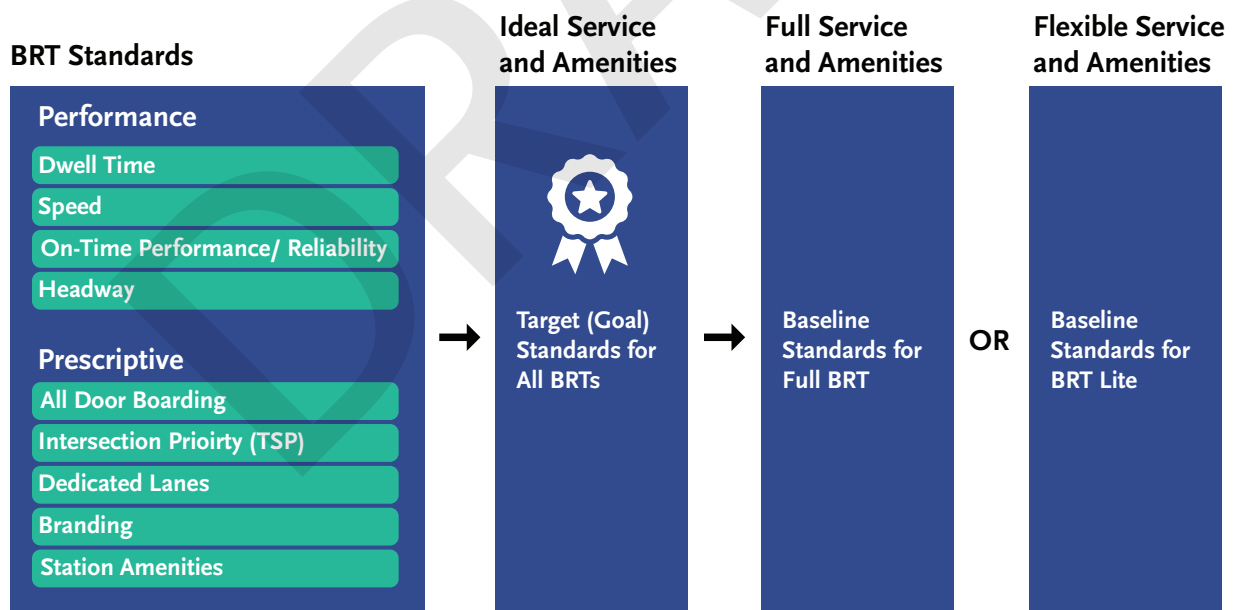 BRT Standards
Performance
Dwell Time
Speed
On-Time Performance/ Reliability
Headway
Prescriptive
All Door Boarding
Intersection Prioirty (TSP)
Dedicated Lanes
Branding
Station Amenities
Ideal Service
and Amenities
Target (Goal)
Standards for
All BRTs
Full Service
and Amenities
Baseline
Standards for
Full BRT
OR
Flexible Service
and Amenities
Baseline
Standards for
BRT Lite
DRA